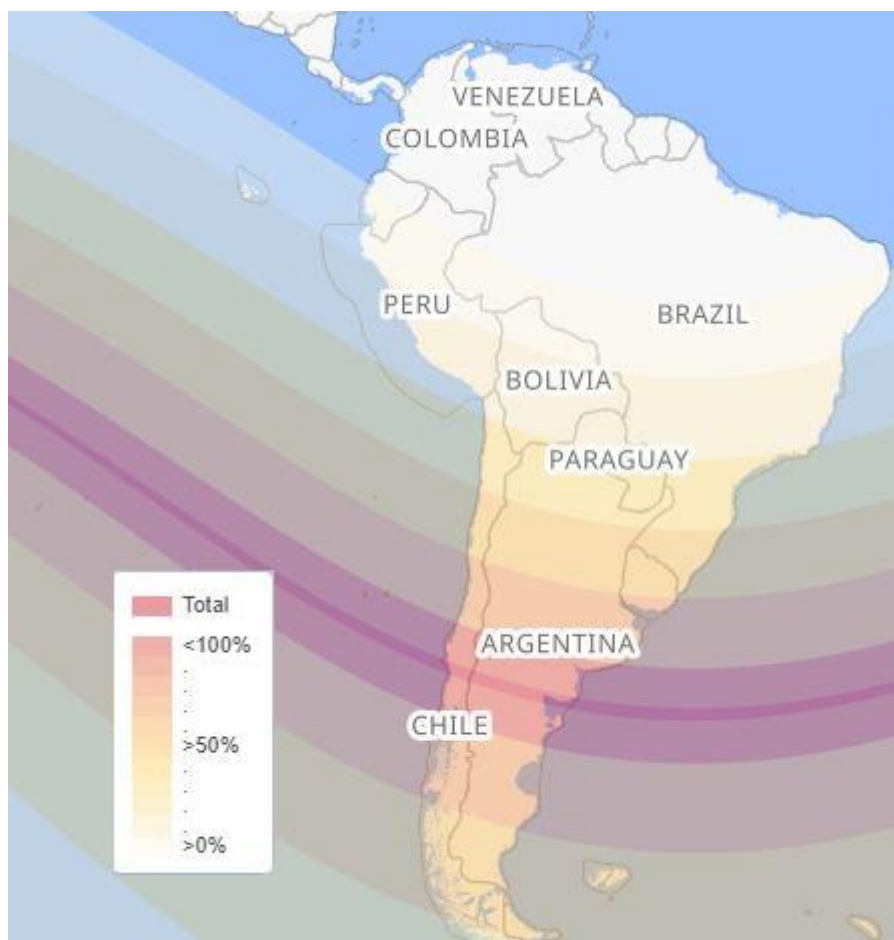 VENEZUELA
COLOMBIA
PERU
BRAZIL
BOLIVIA
PARAGUAY
ARGENTINA
CHILE
Total
<100%
>50%
>0%